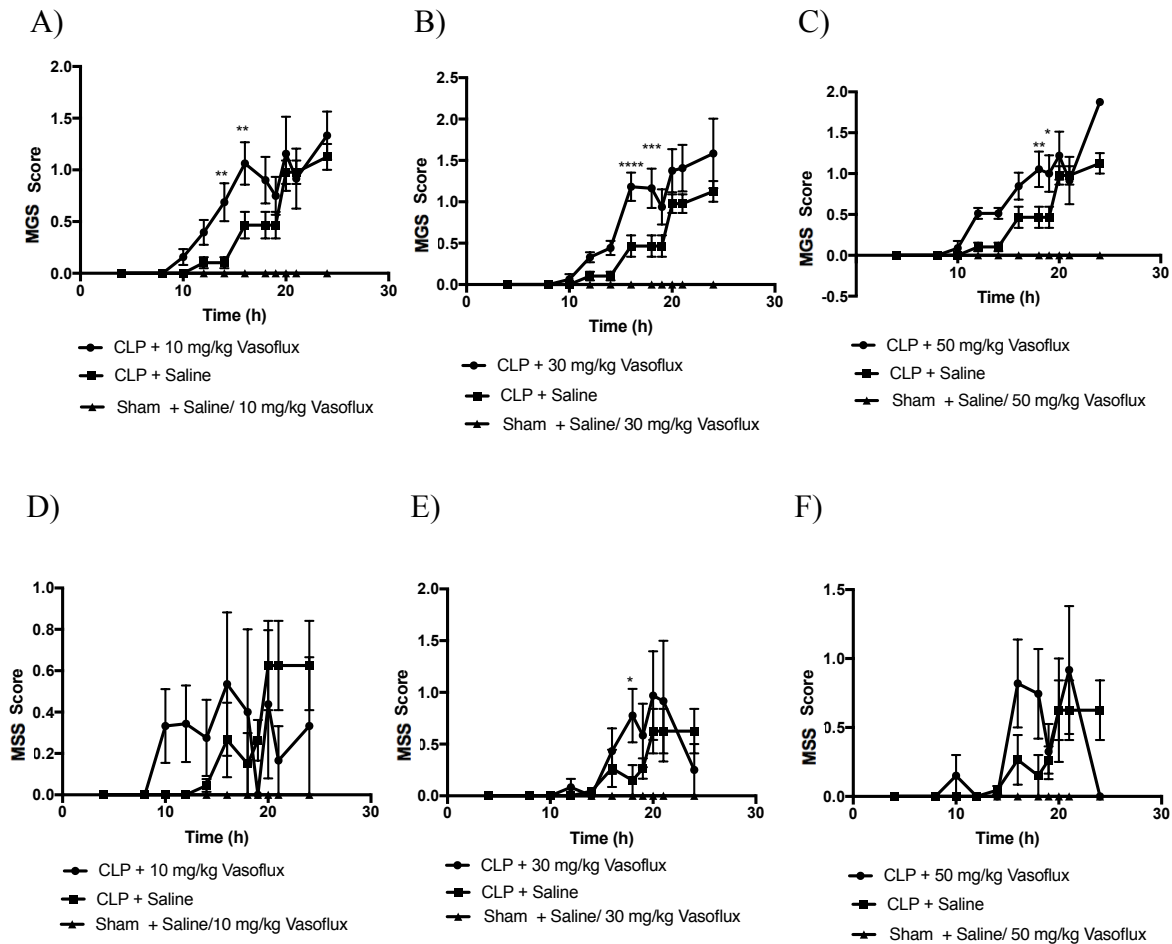 A)
B)
C)
MGS Score
2.0
1.5
1.0
0.5
0.0
0
10
20
30
**
**
Time (h)
CLP + 10 mg/kg Vasoflux
CLP + Saline
Sham + Saline/ 10 mg/kg Vasoflux
MGS Score
2.5
2.0
1.5
1.0
0.5
0.0
0
10
20
30
****
***
Time (h)
CLP + 30 mg/kg Vasoflux
CLP + Saline
Sham + Saline/ 30 mg/kg Vasoflux
MGS Score
2.0
1.5
1.0
0.5
0.0
-0.5
10
20
30
**
*
Time (h)
CLP + 50 mg/kg Vasoflux
CLP + Saline
Sham + Saline/ 50 mg/kg Vasoflux
D)
E)
F)
MSS Score
1.0
0.8
0.6
0.4
0.2
0.0
0
10
20
30
Time (h)
CLP + 10 mg/kg Vasoflux
CLP + Saline
Sham + Saline/10 mg/kg Vasoflux
MSS Score
2.0
1.5
1.0
0.5
0.0
0
10
20
30
*
Time (h)
CLP + 30 mg/kg Vasoflux
CLP + Saline
Sham + Saline/ 30 mg/kg Vasoflux
MSS Score
1.5
1.0
0.5
0.0
0
10
20
30
Time (h)
CLP + 50 mg/kg Vasoflux
CLP + Saline
Sham + Saline/ 50 mg/kg Vasoflux